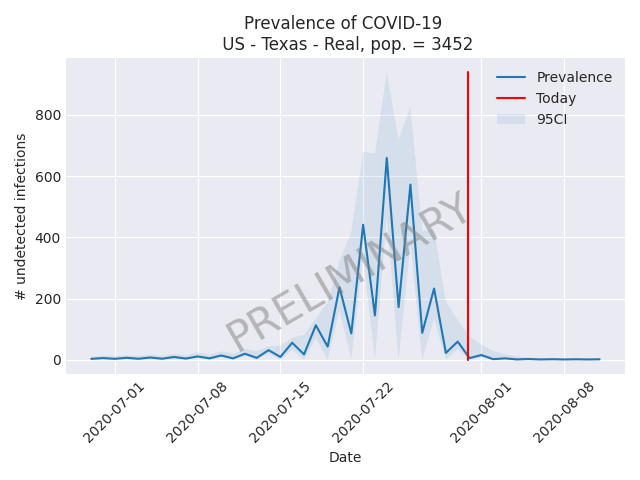 Prevalence of COVID-19
US - Texas - Real, pop. = 3452
Prevalence
Today
95CI
# undetected infections
800
600
400
200
0
PRELIMINARY
2020-07-01
2020-07-08
2020-07-15
2020-07-22
2020-08-01
2020-08-08
Date